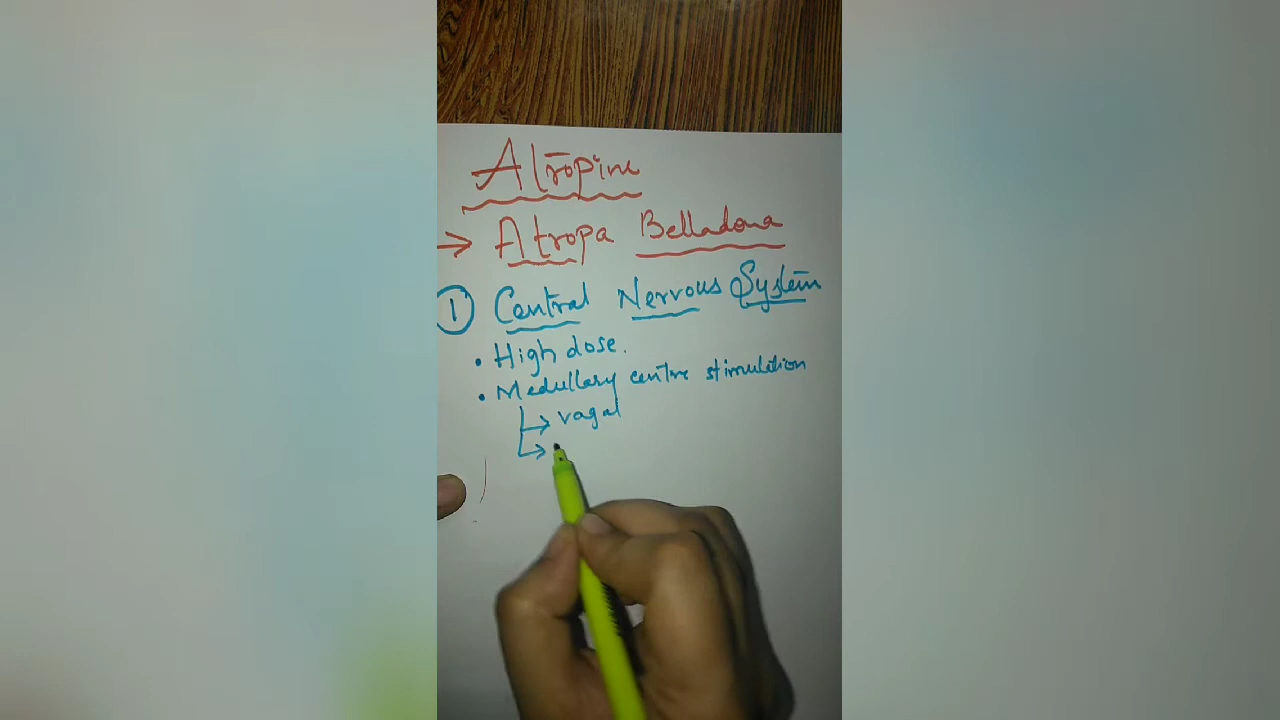 Atropine
→ Atropa Belladona
① Central Nervous System
• High dose.
• Medullary centre stimulation
→ vagal
→